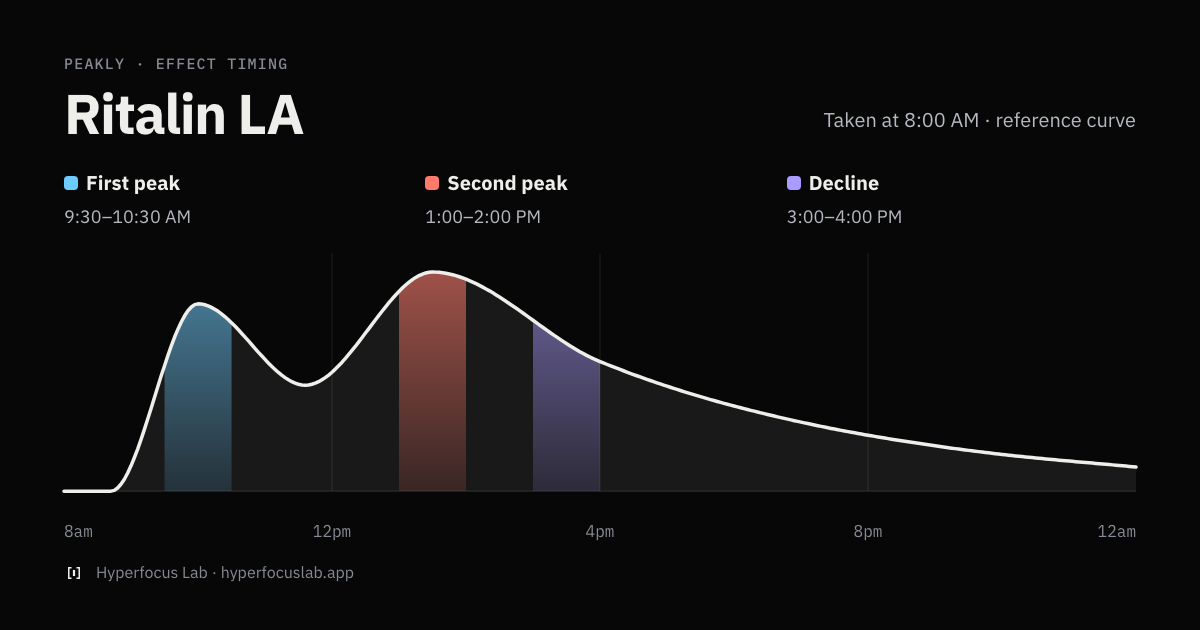 PEAKLY · EFFECT TIMING
Ritalin LA
Taken at 8:00 AM · reference curve
First peak
9:30–10:30 AM
Second peak
1:00–2:00 PM
Decline
3:00–4:00 PM
8am 12pm 4pm 8pm 12am
Hyperfocus Lab · hyperfocuslab.app